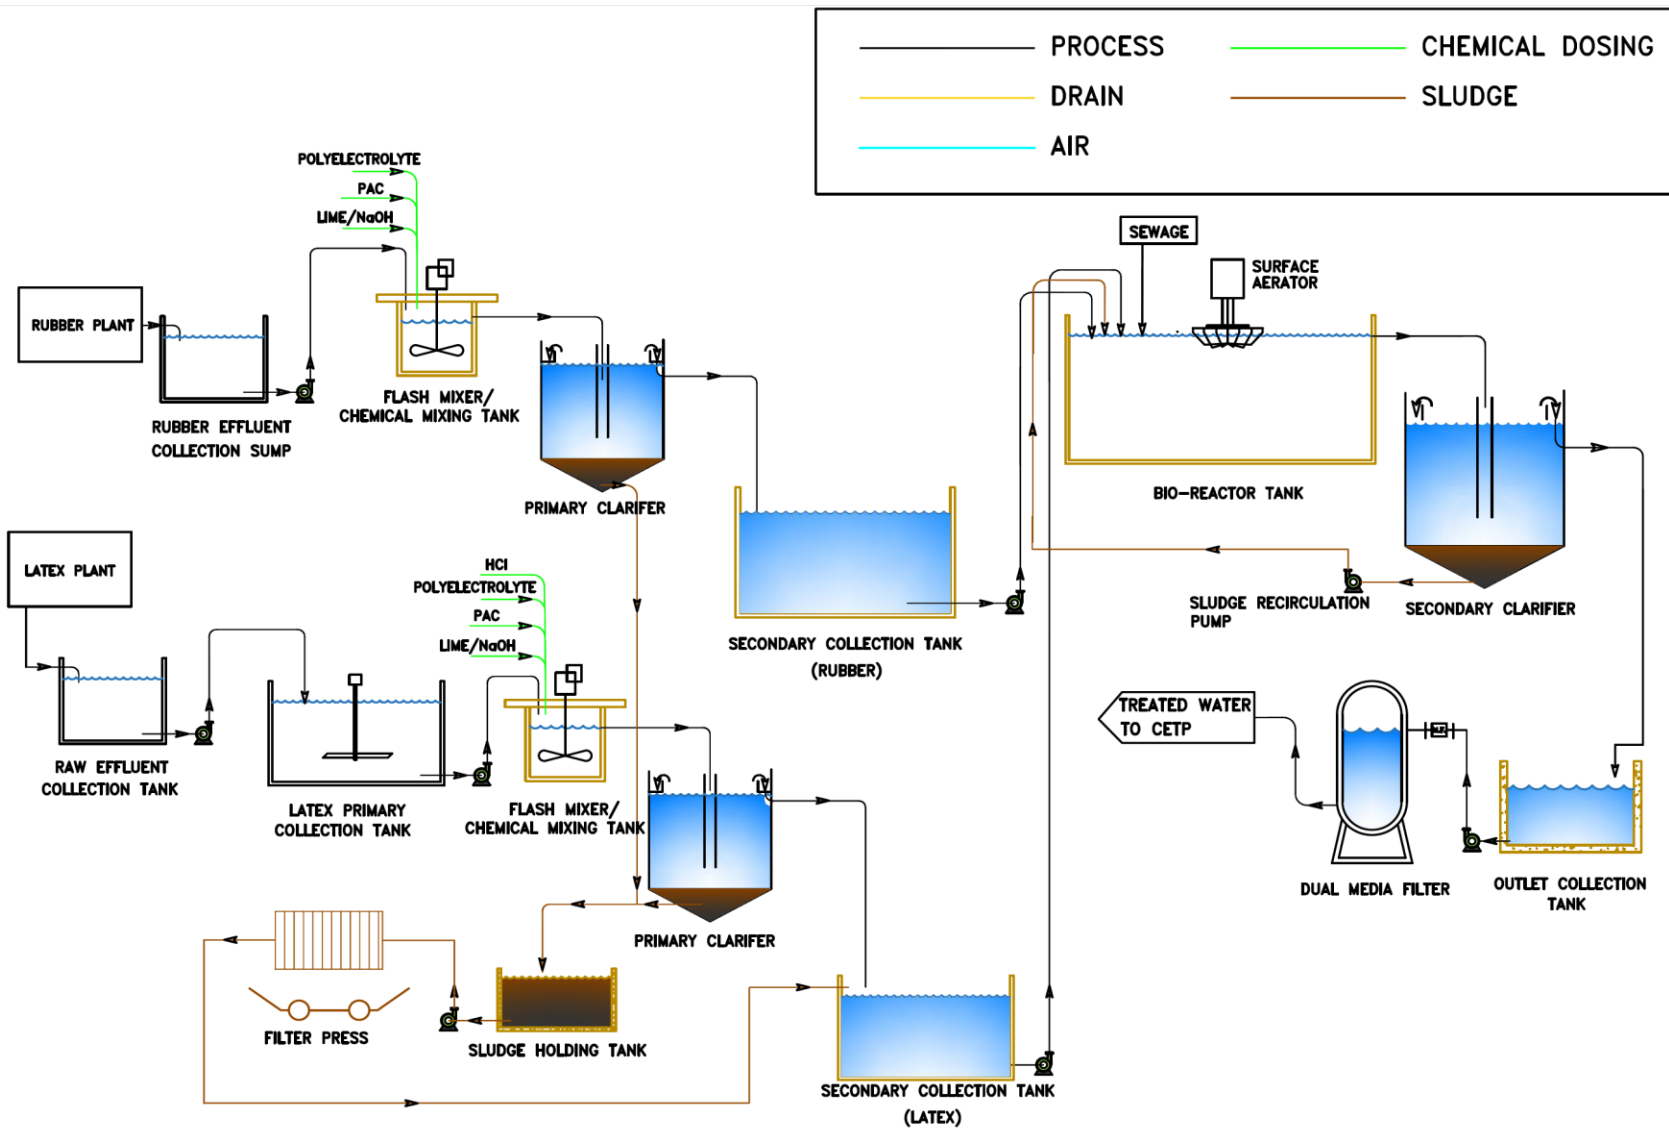 PROCESS
CHEMICAL DOSING
DRAIN
SLUDGE
AIR
POLYELECTROLYTE
PAC
LIME/NaOH
RUBBER PLANT
RUBBER EFFLUENT
COLLECTION SUMP
FLASH MIXER/
CHEMICAL MIXING TANK
PRIMARY CLARIFER
SEWAGE
SURFACE
AERATOR
BIO-REACTOR TANK
SECONDARY CLARIFIER
SLUDGE RECIRCULATION
PUMP
SECONDARY COLLECTION TANK
(RUBBER)
LATEX PLANT
RAW EFFLUENT
COLLECTION TANK
LATEX PRIMARY
COLLECTION TANK
HCl
POLYELECTROLYTE
PAC
LIME/NaOH
FLASH MIXER/
CHEMICAL MIXING TANK
PRIMARY CLARIFER
TREATED WATER
TO CETP
DUAL MEDIA FILTER
OUTLET COLLECTION
TANK
FILTER PRESS
SLUDGE HOLDING TANK
SECONDARY COLLECTION TANK
(LATEX)